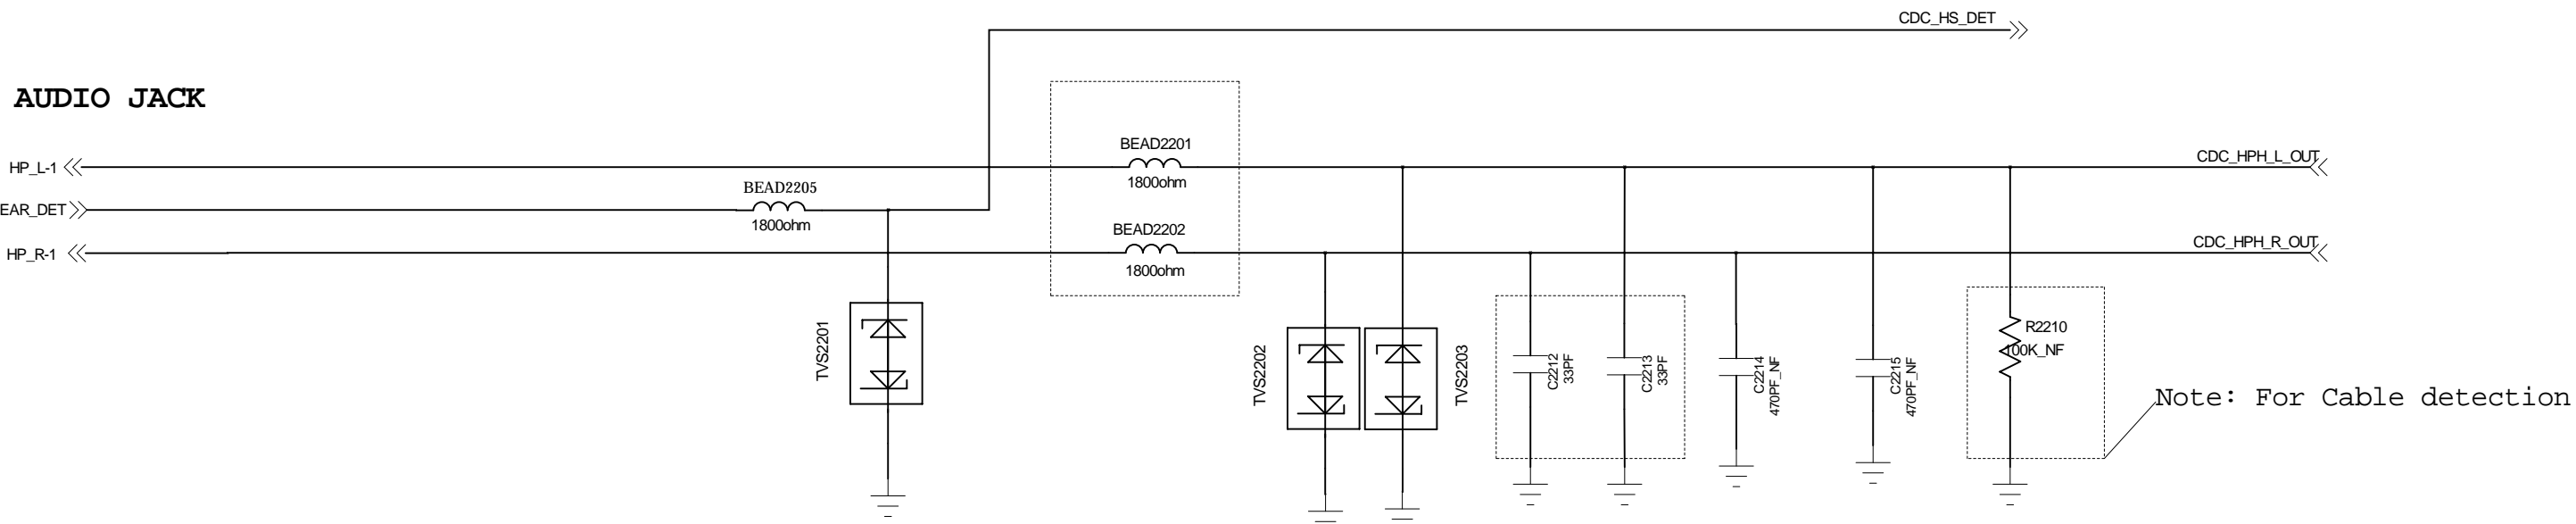 CDC_HS_DET
AUDIO JACK
BEAD2201
CDC_HPH_L_OUT
HP_L-1
1800ohm
BEAD2205
EAR_DET
1800ohm
BEAD2202
CDC_HPH_R_OUT
HP_R-1
1800ohm
TVS2201
TVS2202
TVS2203
C2212
33PF
C2213
33PF
C2214
470PF_NF
C2215
470PF_NF
R2210
100K_NF
Note: For Cable detection